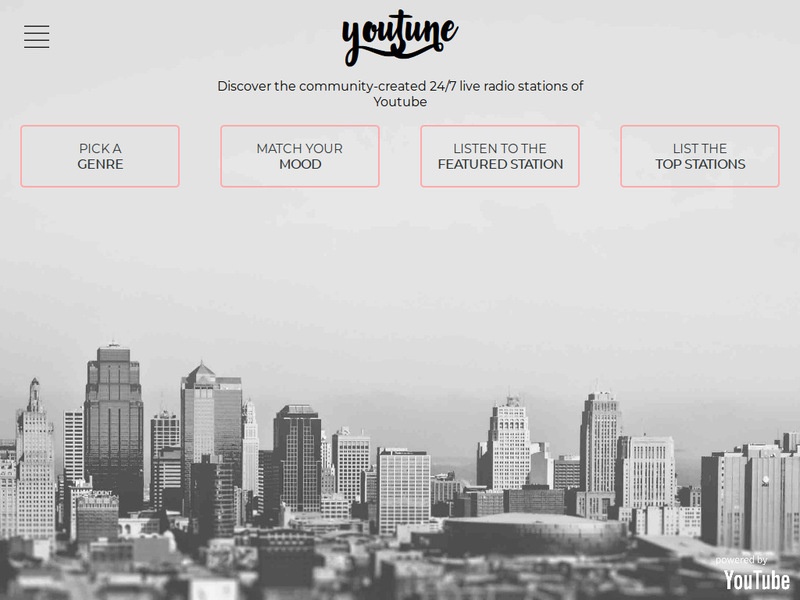 youtune
Discover the community-created 24/7 live radio stations of
Youtube
PICK A
GENRE
MATCH YOUR
MOOD
LISTEN TO THE
FEATURED STATION
LIST THE
TOP STATIONS
powered by
YouTube